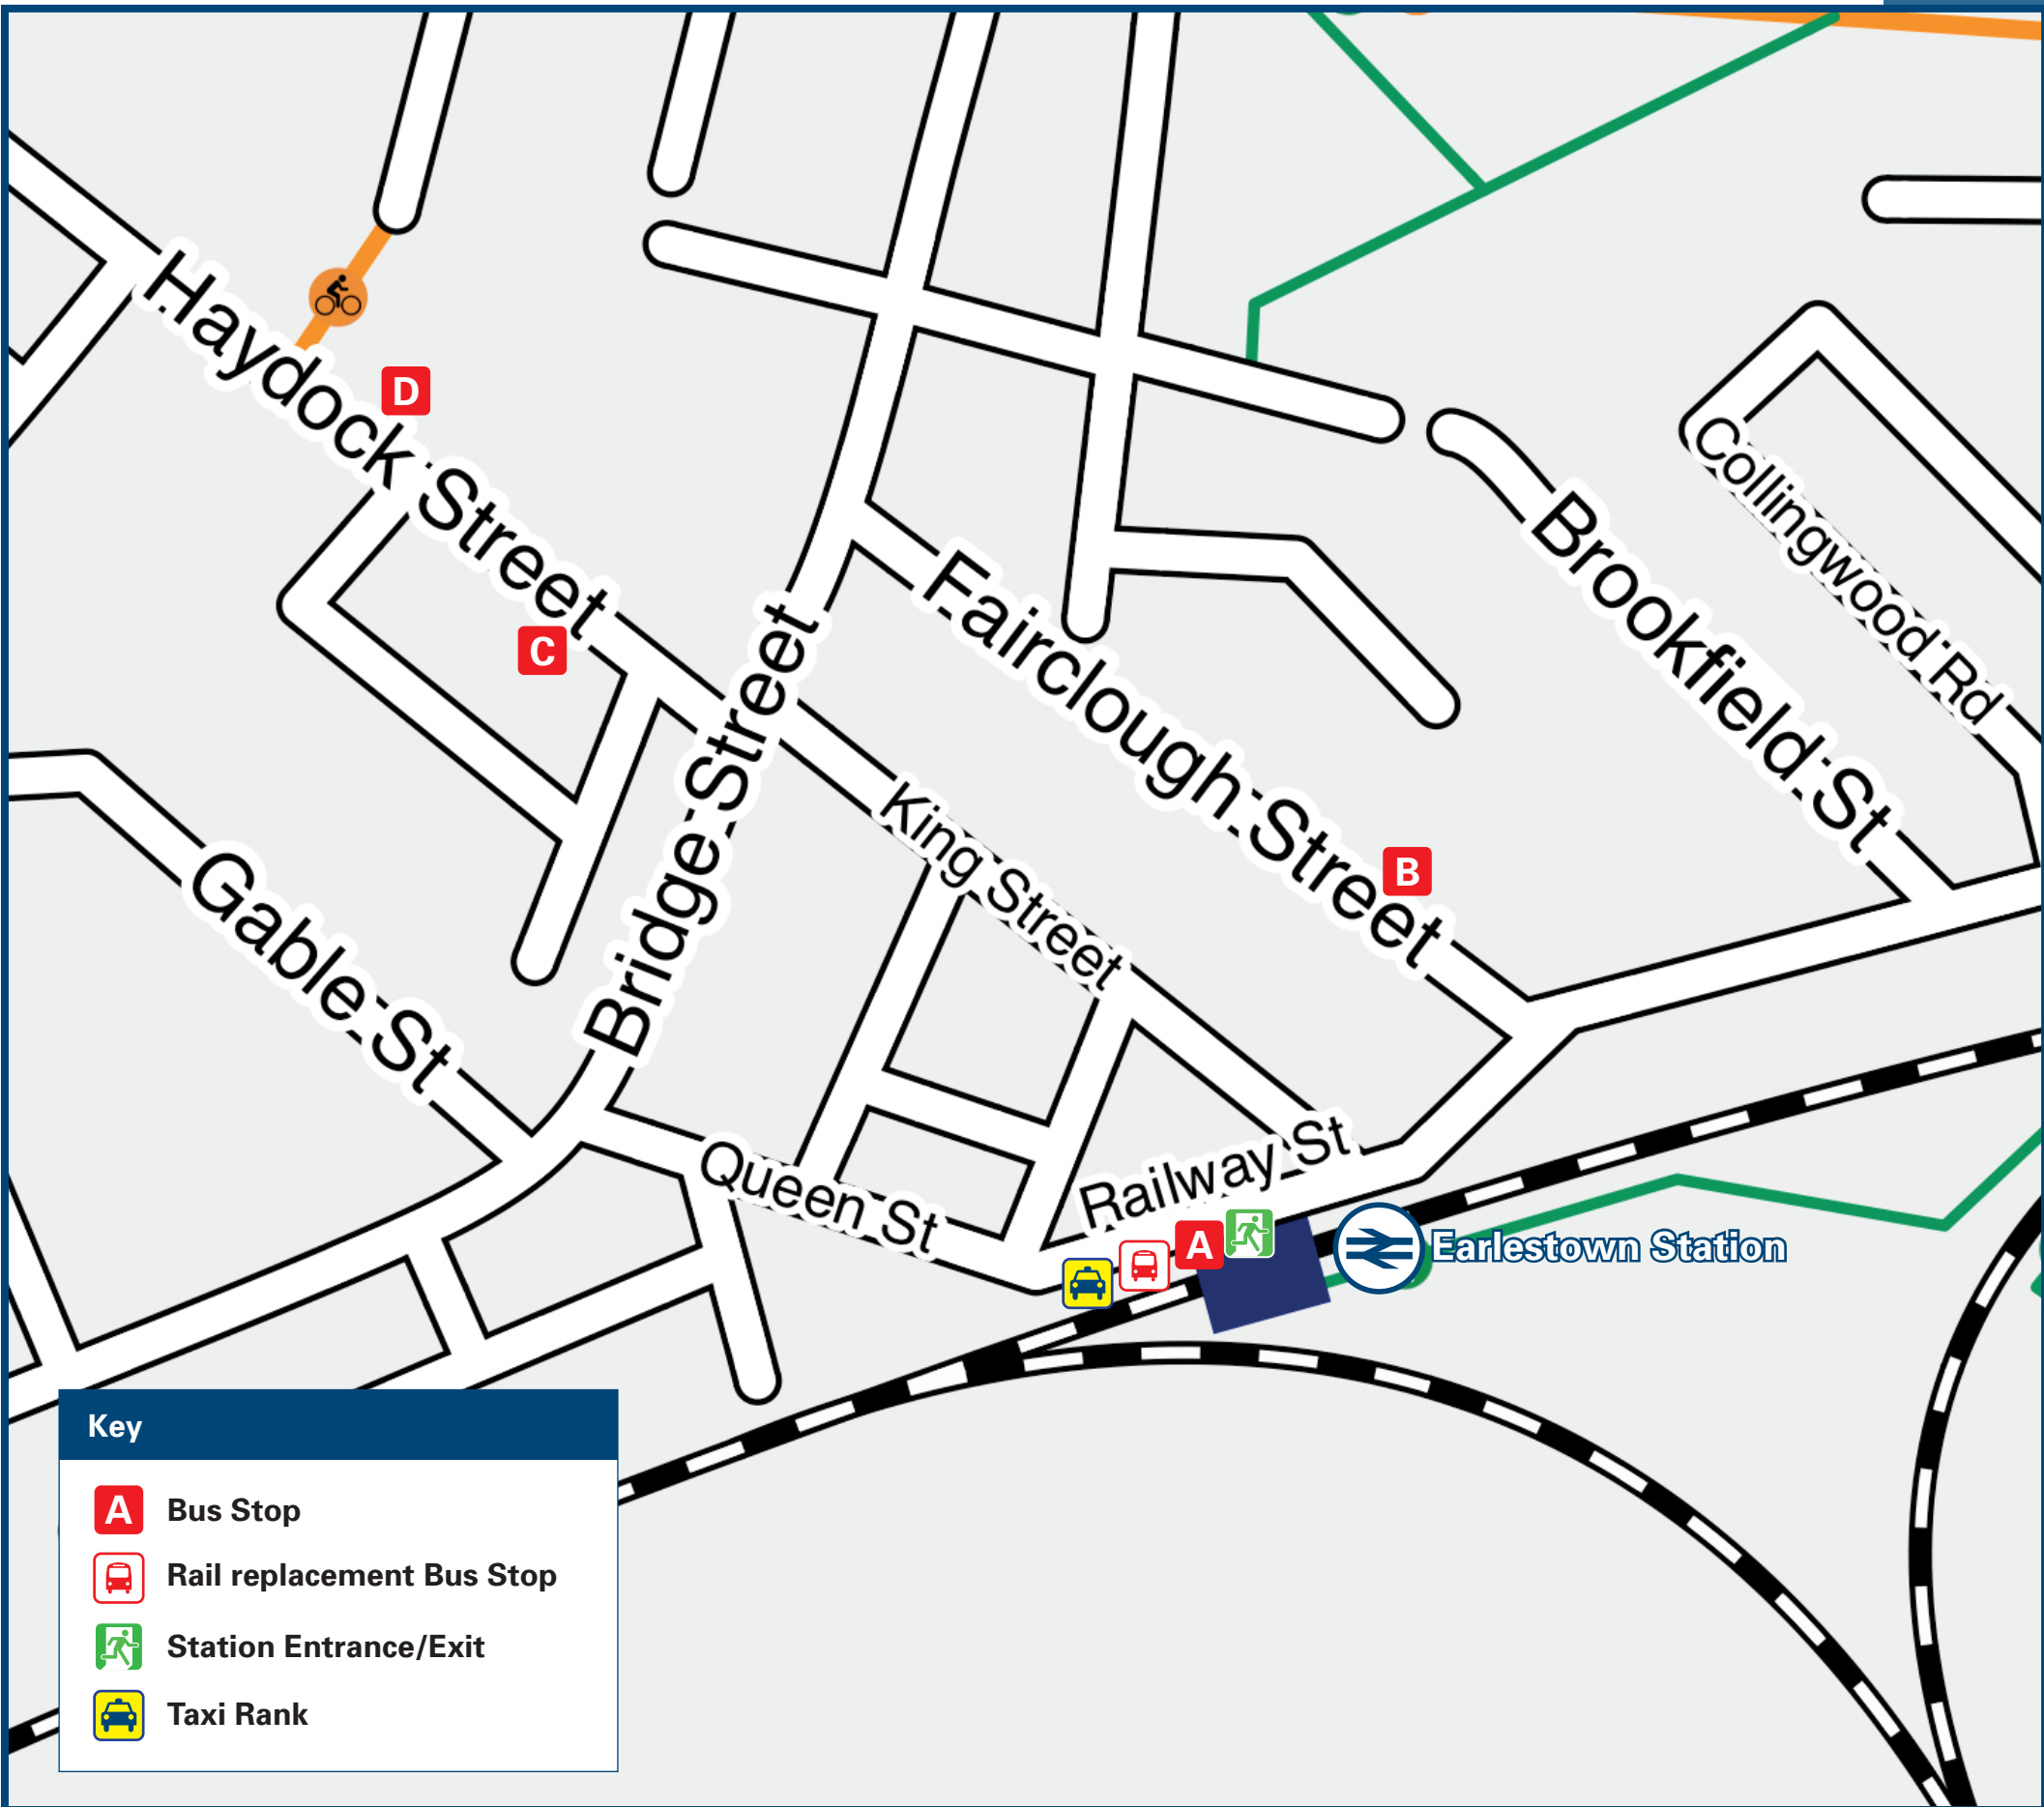 Haydock Street
D
Collingwood Rd
Brookfield St
Fairclough Street
C
Bridge Street
King Street
B
Gable St
Queen St
Railway St
A
Earlestown Station
Key
A Bus Stop
Rail replacement Bus Stop
Station Entrance/Exit
Taxi Rank